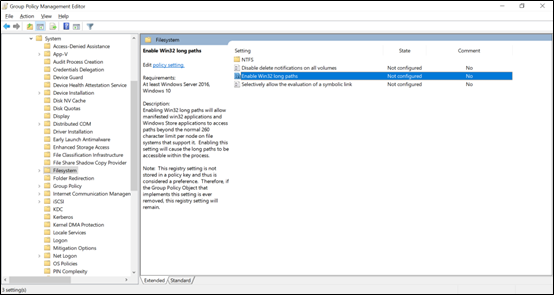 Group Policy Management Editor
File Action View Help
System
Access-Denied Assistance
App-V
Audit Process Creation
Credentials Delegation
Device Guard
Device Health Attestation Service
Device Installation
Disk NV Cache
Disk Quotas
Display
Distributed COM
Driver Installation
Early Launch Antimalware
Enhanced Storage Access
File Classification Infrastructure
File Share Shadow Copy Provider
Filesystem
Folder Redirection
Group Policy
Internet Communication Managen
iSCSI
KDC
Kerberos
Kernel DMA Protection
Locale Services
Logon
Mitigation Options
Net Logon
OS Policies
PIN Complexity
Filesystem
Enable Win32 long paths
Edit policy setting.
Requirements:
At least Windows Server 2016,
Windows 10
Description:
Enabling Win32 long paths will allow
manifested win32 applications and
Windows Store applications to access
paths beyond the normal 260
character limit per node on file
systems that support it. Enabling this
setting will cause the long paths to be
accessible within the process.
Note: This registry setting is not
stored in a policy key and thus is
considered a preference. Therefore, if
the Group Policy Object that
implements this setting is ever
removed, this registry setting will
remain.
Setting State Comment
NTFS
Disable delete notifications on all volumes Not configured No
Enable Win32 long paths Not configured No
Selectively allow the evaluation of a symbolic link Not configured No
Extended Standard
3 setting(s)